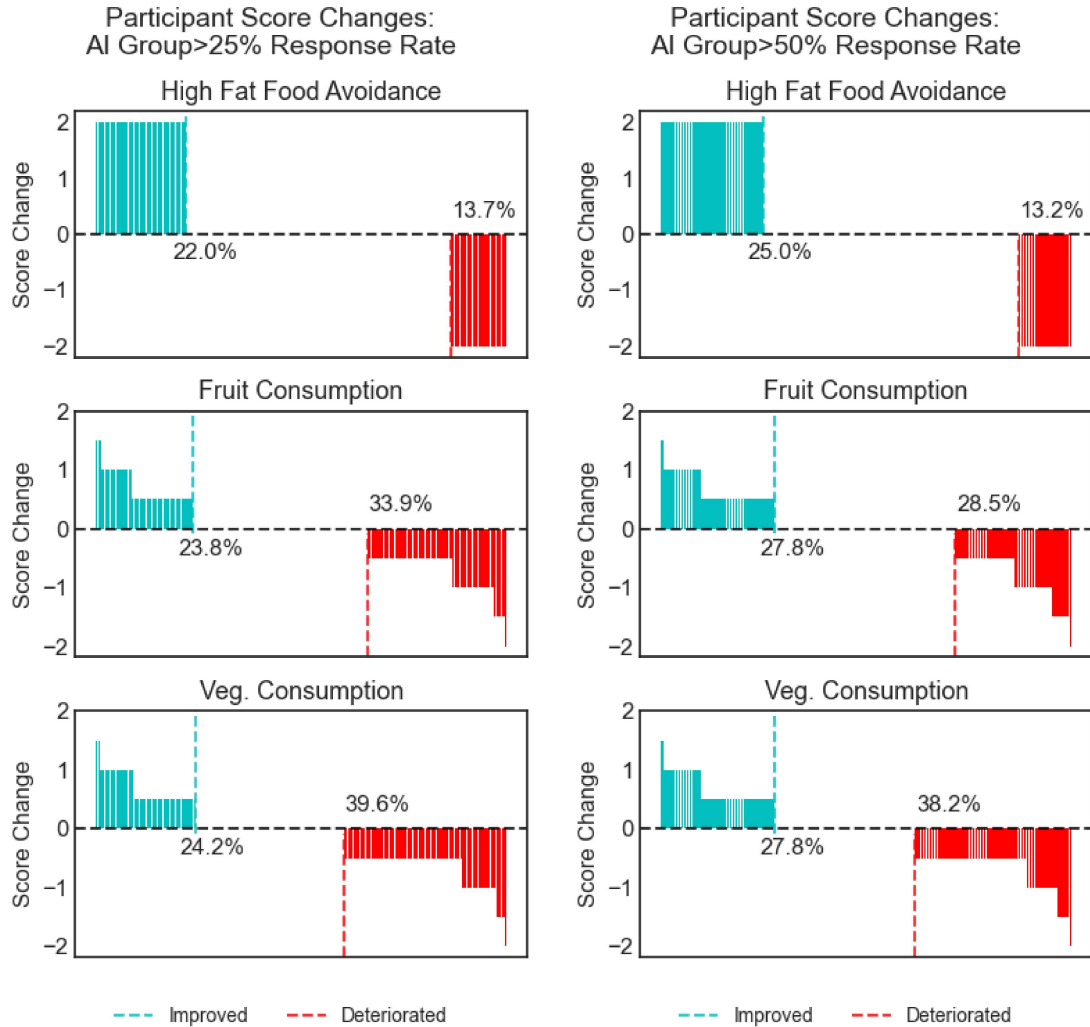 Participant Score Changes:
AI Group>25% Response Rate
High Fat Food Avoidance
Score Change
2
1
0
−1
−2
22.0%
13.7%
Fruit Consumption
Score Change
2
1
0
−1
−2
23.8%
33.9%
Veg. Consumption
Score Change
2
1
0
−1
−2
24.2%
39.6%
Improved
Deteriorated
Participant Score Changes:
AI Group>50% Response Rate
High Fat Food Avoidance
Score Change
2
1
0
−1
−2
25.0%
13.2%
Fruit Consumption
Score Change
2
1
0
−1
−2
27.8%
28.5%
Veg. Consumption
Score Change
2
1
0
−1
−2
27.8%
38.2%
Improved
Deteriorated